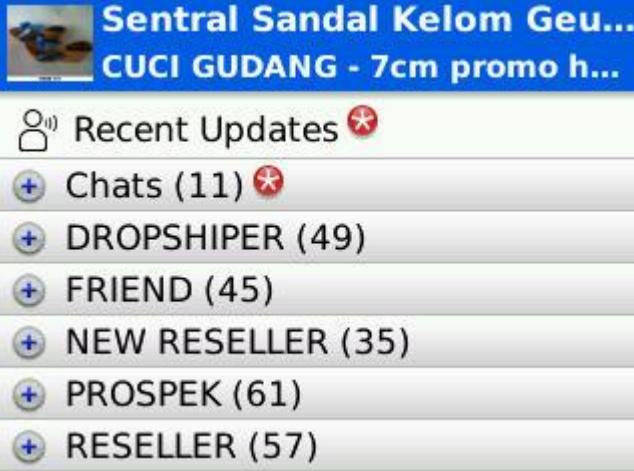 Sentral Sandal Kelom Geu...
CUCI GUDANG - 7cm promo h...
Recent Updates
Chats (11)
DROPSHIPER (49)
FRIEND (45)
NEW RESELLER (35)
PROSPEK (61)
RESELLER (57)